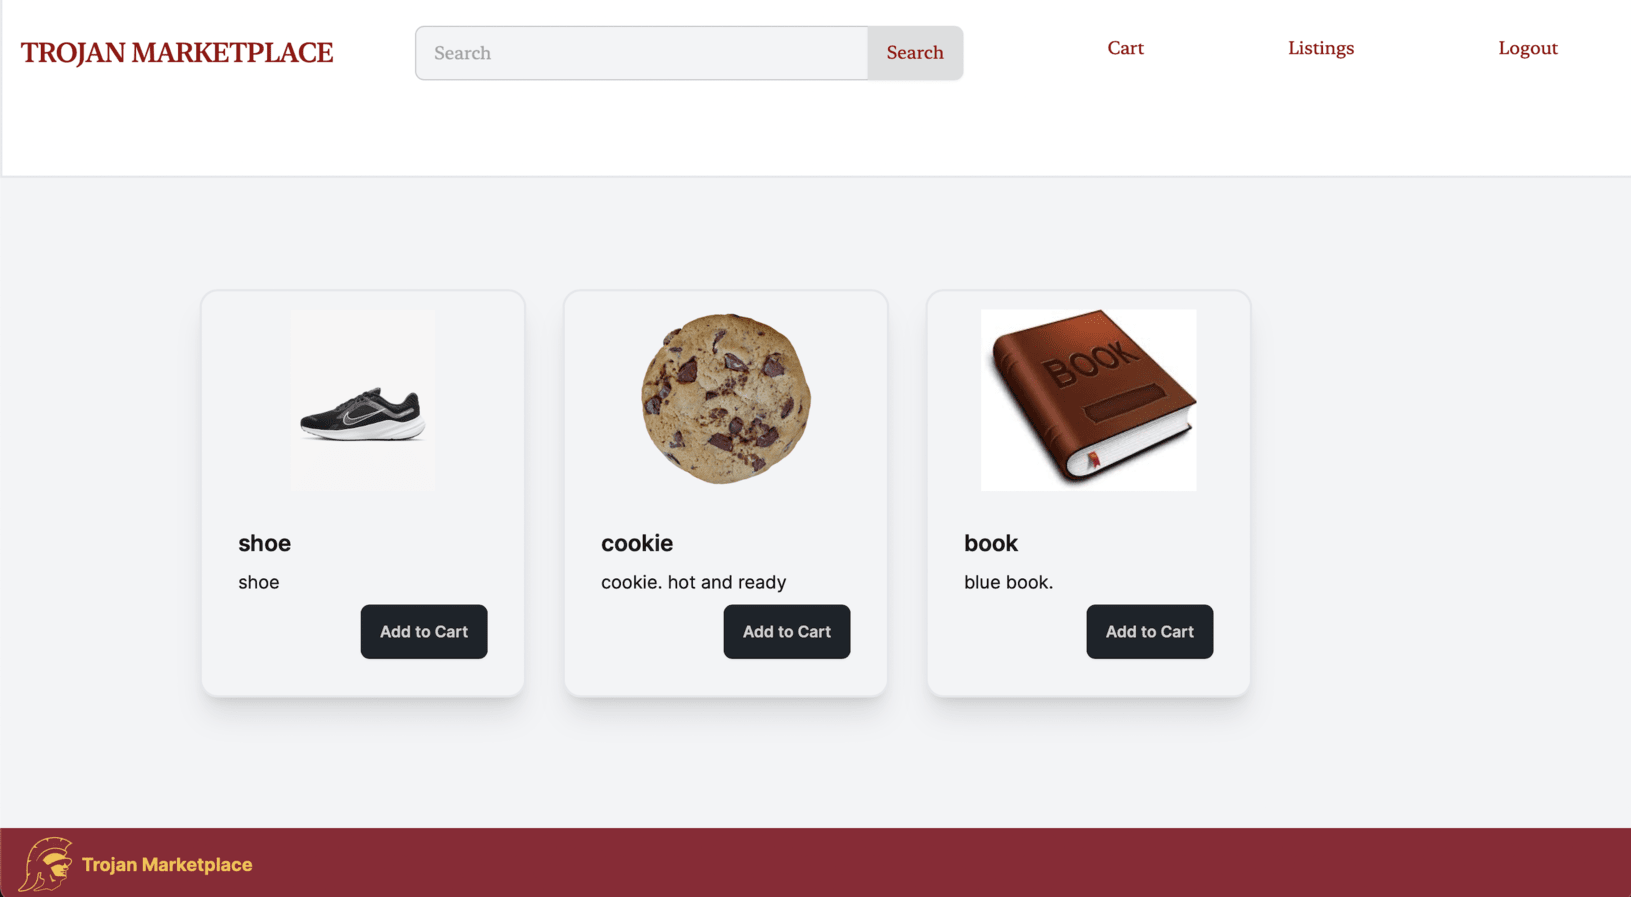 TROJAN MARKETPLACE
Search
Search
Cart
Listings
Logout
BOOK
shoe
shoe
Add to Cart
cookie
cookie. hot and ready
Add to Cart
book
blue book.
Add to Cart
Trojan Marketplace